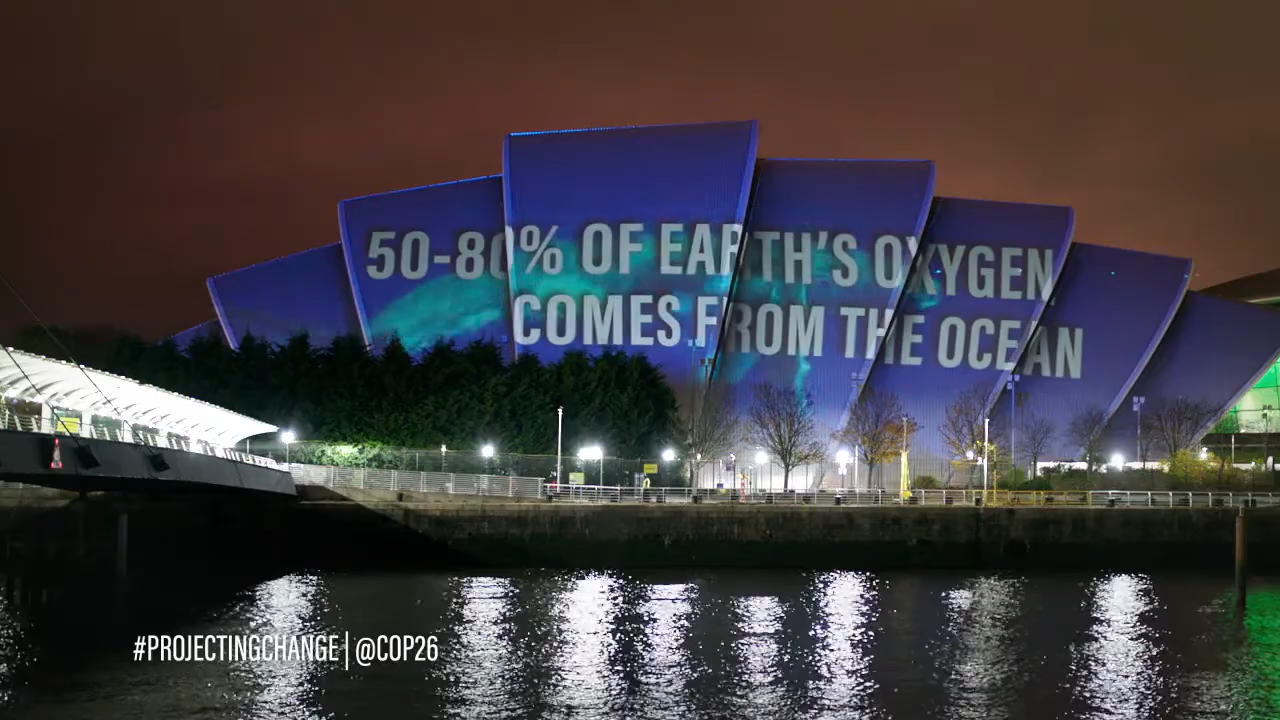 50-80% OF EARTH'S OXYGEN
COMES FROM THE OCEAN
#PROJECTINGCHANGE | @COP26